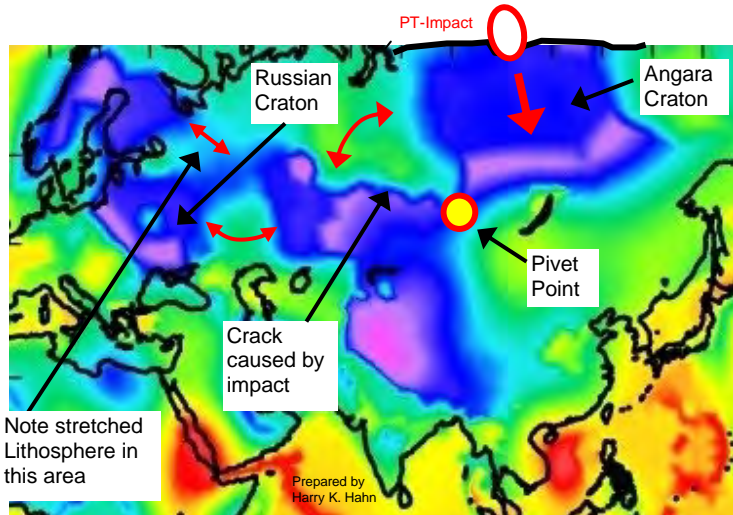 PT-Impact
Russian
Craton
Angara
Craton
Pivet
Point
Crack
caused by
impact
Note stretched
Lithosphere in
this area
Prepared by
Harry K. Hahn